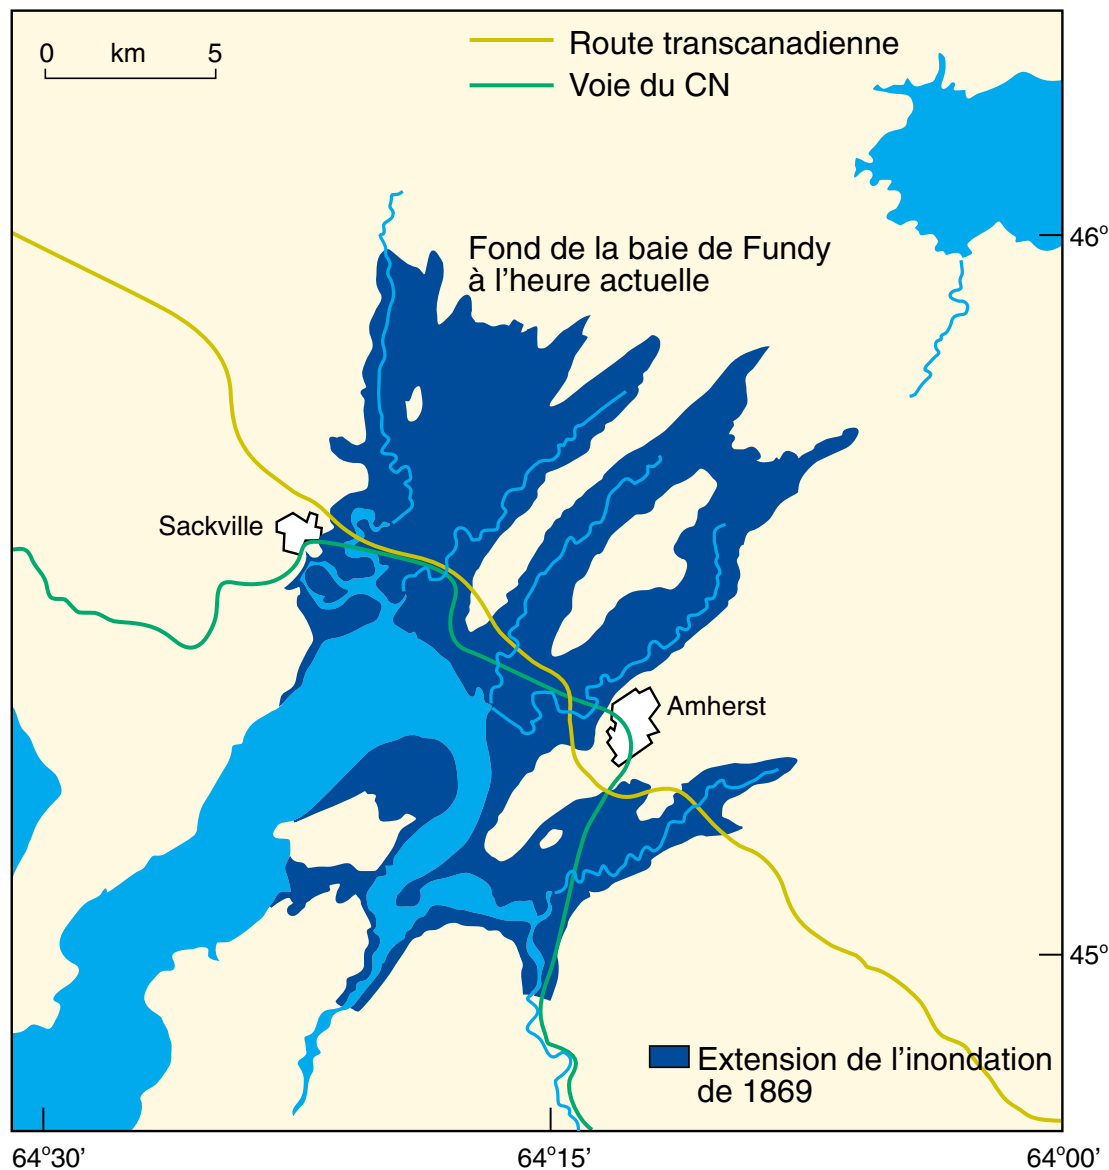 0 km 5
Route transcanadienne
Voie du CN
46°
Fond de la baie de Fundy
à l'heure actuelle
Sackville
Amherst
45°
Extension de l'inondation
de 1869
64°30' 64°15' 64°00'